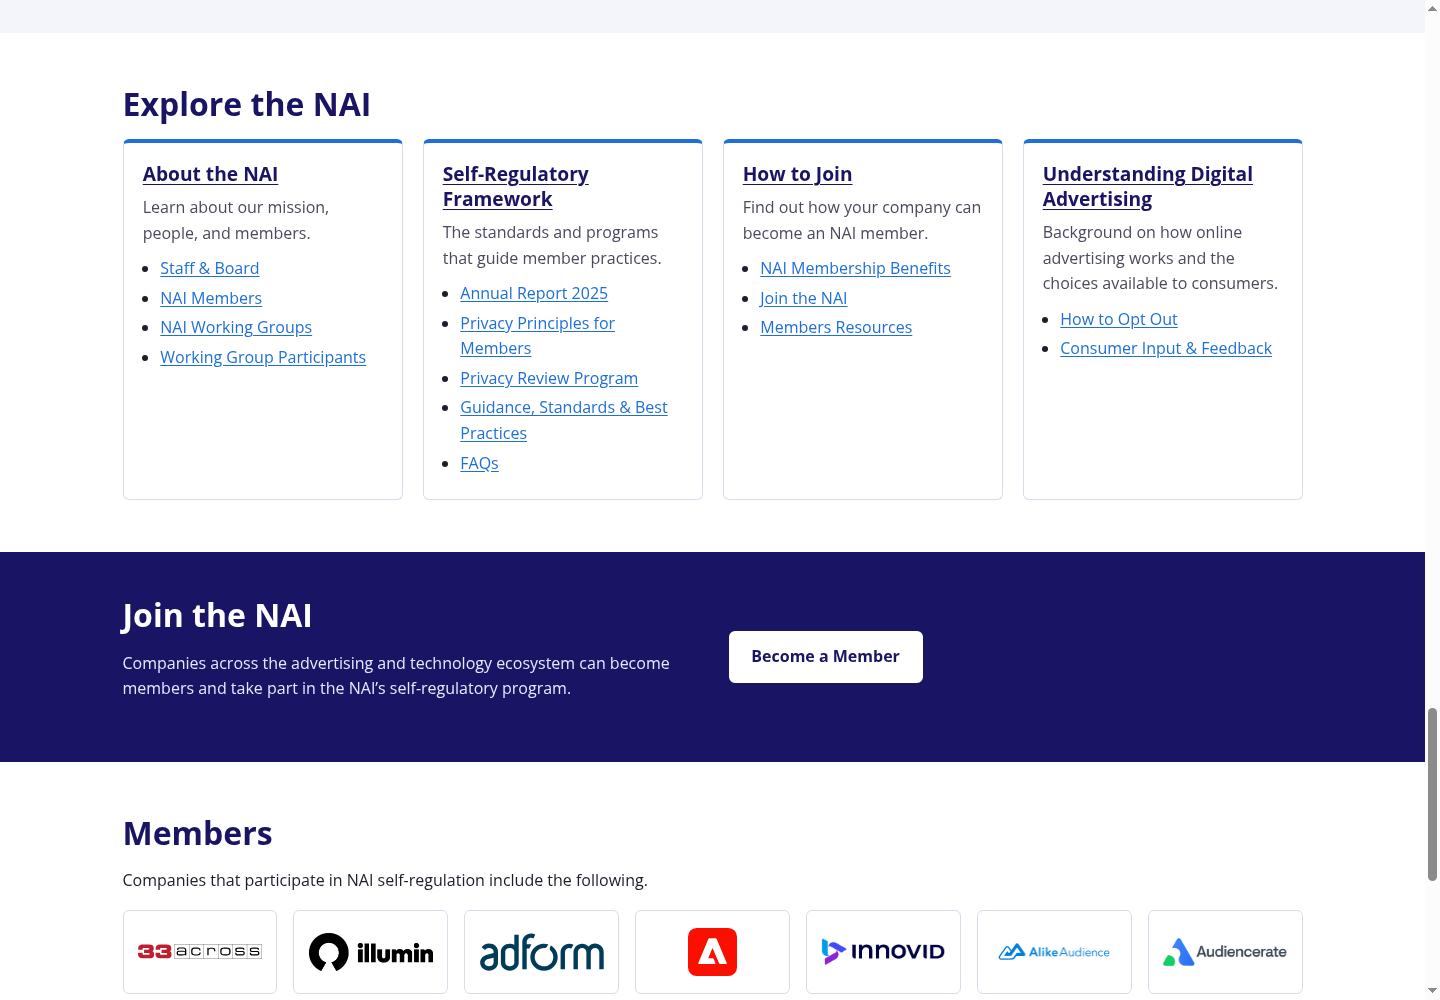 Explore the NAI
About the NAI
Learn about our mission,
people, and members.
Staff & Board
NAI Members
NAI Working Groups
Working Group Participants
Self-Regulatory
Framework
The standards and programs
that guide member practices.
Annual Report 2025
Privacy Principles for
Members
Privacy Review Program
Guidance, Standards & Best
Practices
FAQs
How to Join
Find out how your company can
become an NAI member.
NAI Membership Benefits
Join the NAI
Members Resources
Understanding Digital
Advertising
Background on how online
advertising works and the
choices available to consumers.
How to Opt Out
Consumer Input & Feedback
Join the NAI
Companies across the advertising and technology ecosystem can become
members and take part in the NAI’s self-regulatory program.
Become a Member
Members
Companies that participate in NAI self-regulation include the following.
33across
illumin
adform
INNOVID
AlikeAudience
Audiencerate